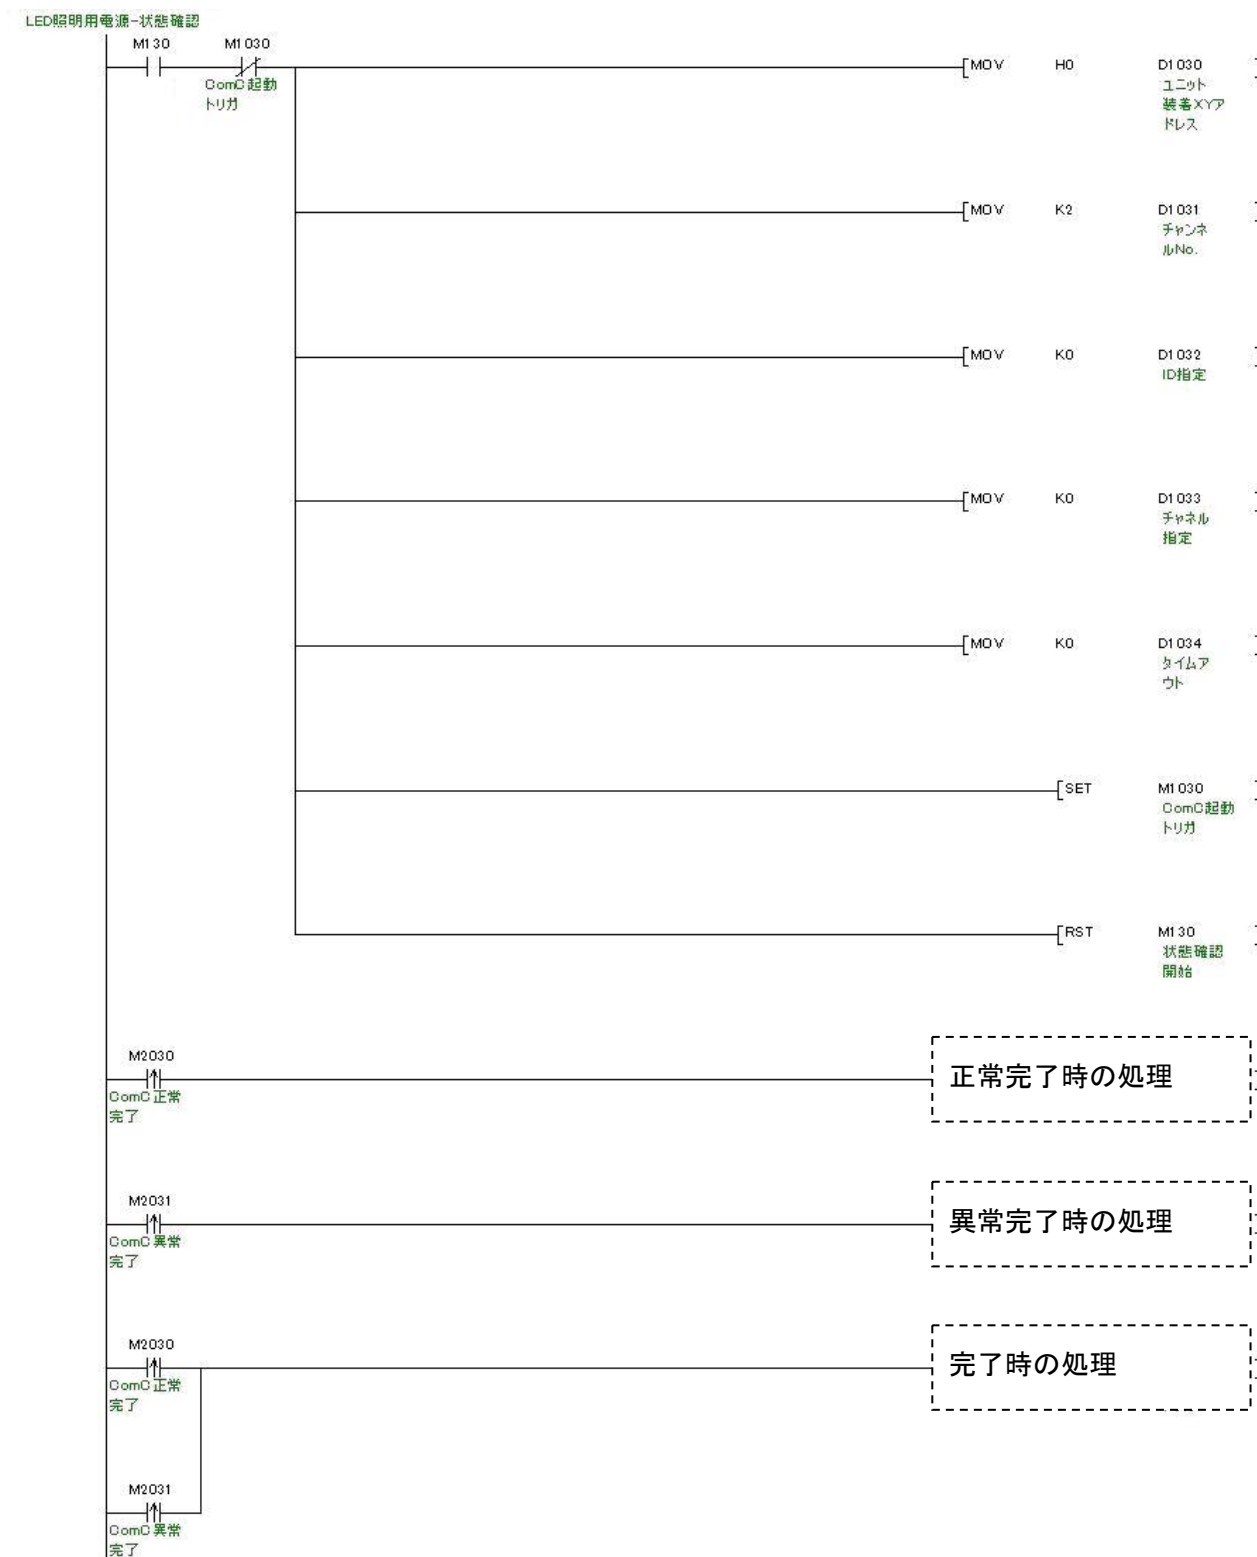 LED照明用電源-状態確認
M130 M1030
ComC起動
トリガ
[MOV H0 D1030 ]
ユニット
装着XYア
ドレス
[MOV K2 D1031 ]
チャンネ
ルNo.
[MOV K0 D1032 ]
ID指定
[MOV K0 D1033 ]
チャネル
指定
[MOV K0 D1034 ]
タイムア
ウト
[SET M1030 ]
ComC起動
トリガ
[RST M130 ]
状態確認
開始
M2030
ComC正常
完了
正常完了時の処理
M2031
ComC異常
完了
異常完了時の処理
M2030
ComC正常
完了
完了時の処理
M2031
ComC異常
完了